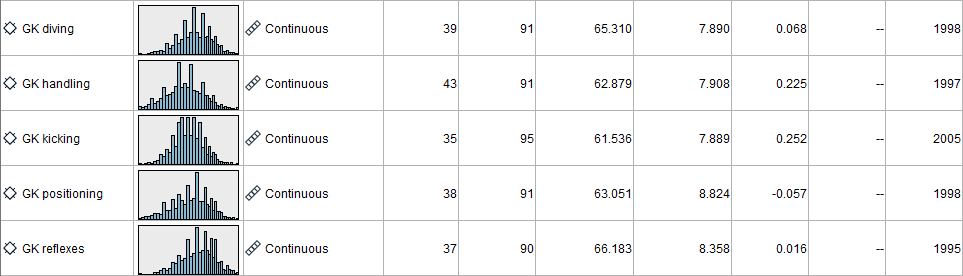 GK diving Continuous 39 91 65.310 7.890 0.068 -- 1998
GK handling Continuous 43 91 62.879 7.908 0.225 -- 1997
GK kicking Continuous 35 95 61.536 7.889 0.252 -- 2005
GK positioning Continuous 38 91 63.051 8.824 -0.057 -- 1998
GK reflexes Continuous 37 90 66.183 8.358 0.016 -- 1995